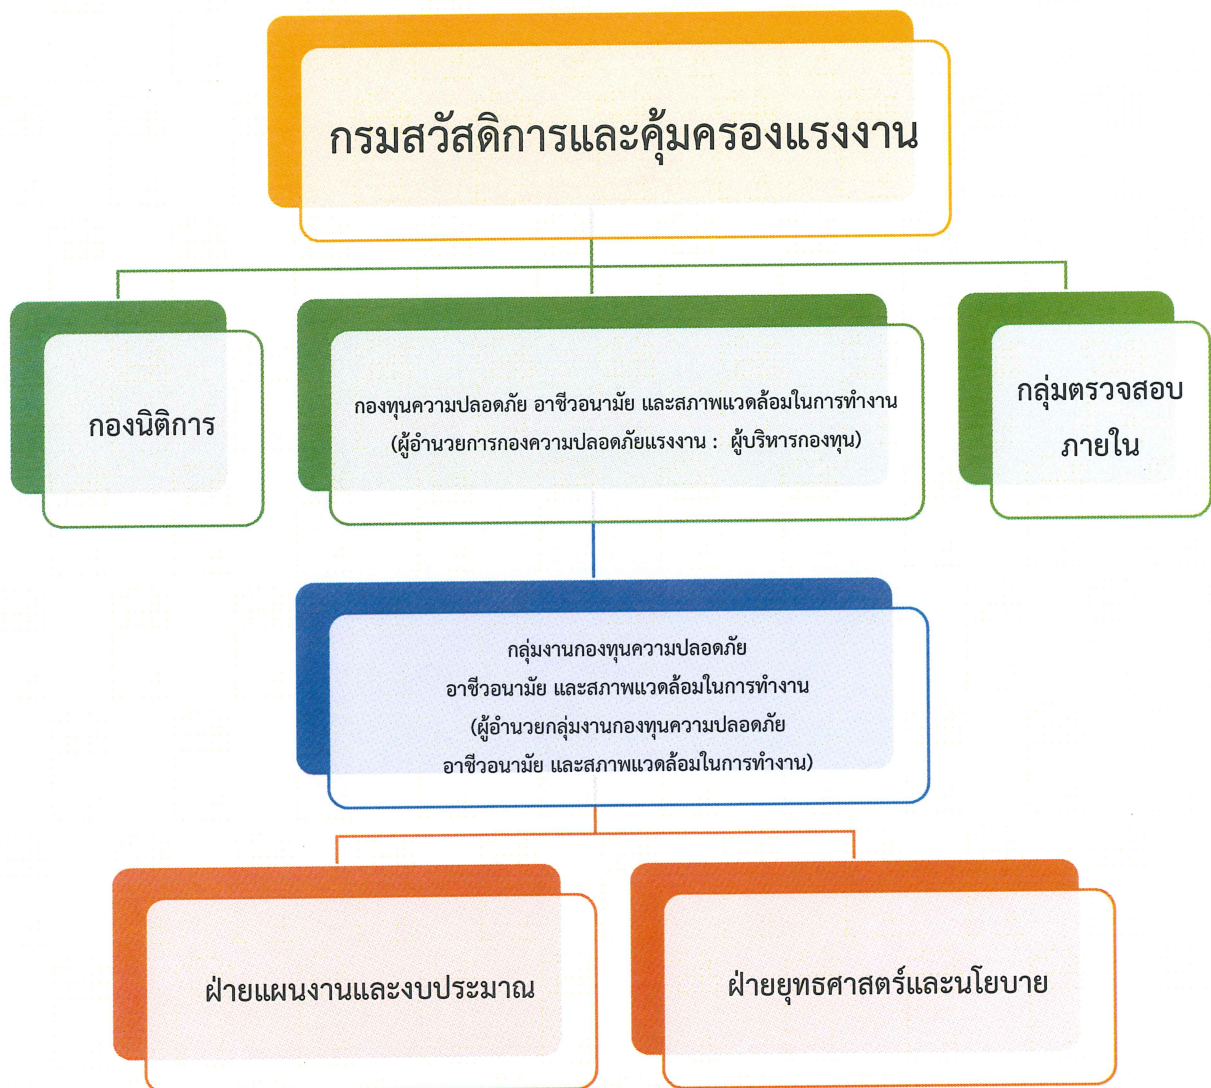 กรมสวัสดิการและคุ้มครองแรงงาน
กองนิติการ
กองทุนความปลอดภัย อาชีวอนามัย และสภาพแวดล้อมในการทำงาน
(ผู้อำนวยการกองความปลอดภัยแรงงาน : ผู้บริหารกองทุน)
กลุ่มตรวจสอบ
ภายใน
กลุ่มงานกองทุนความปลอดภัย
อาชีวอนามัย และสภาพแวดล้อมในการทำงาน
(ผู้อำนวยกลุ่มงานกองทุนความปลอดภัย
อาชีวอนามัย และสภาพแวดล้อมในการทำงาน)
ฝ่ายแผนงานและงบประมาณ
ฝ่ายยุทธศาสตร์และนโยบาย